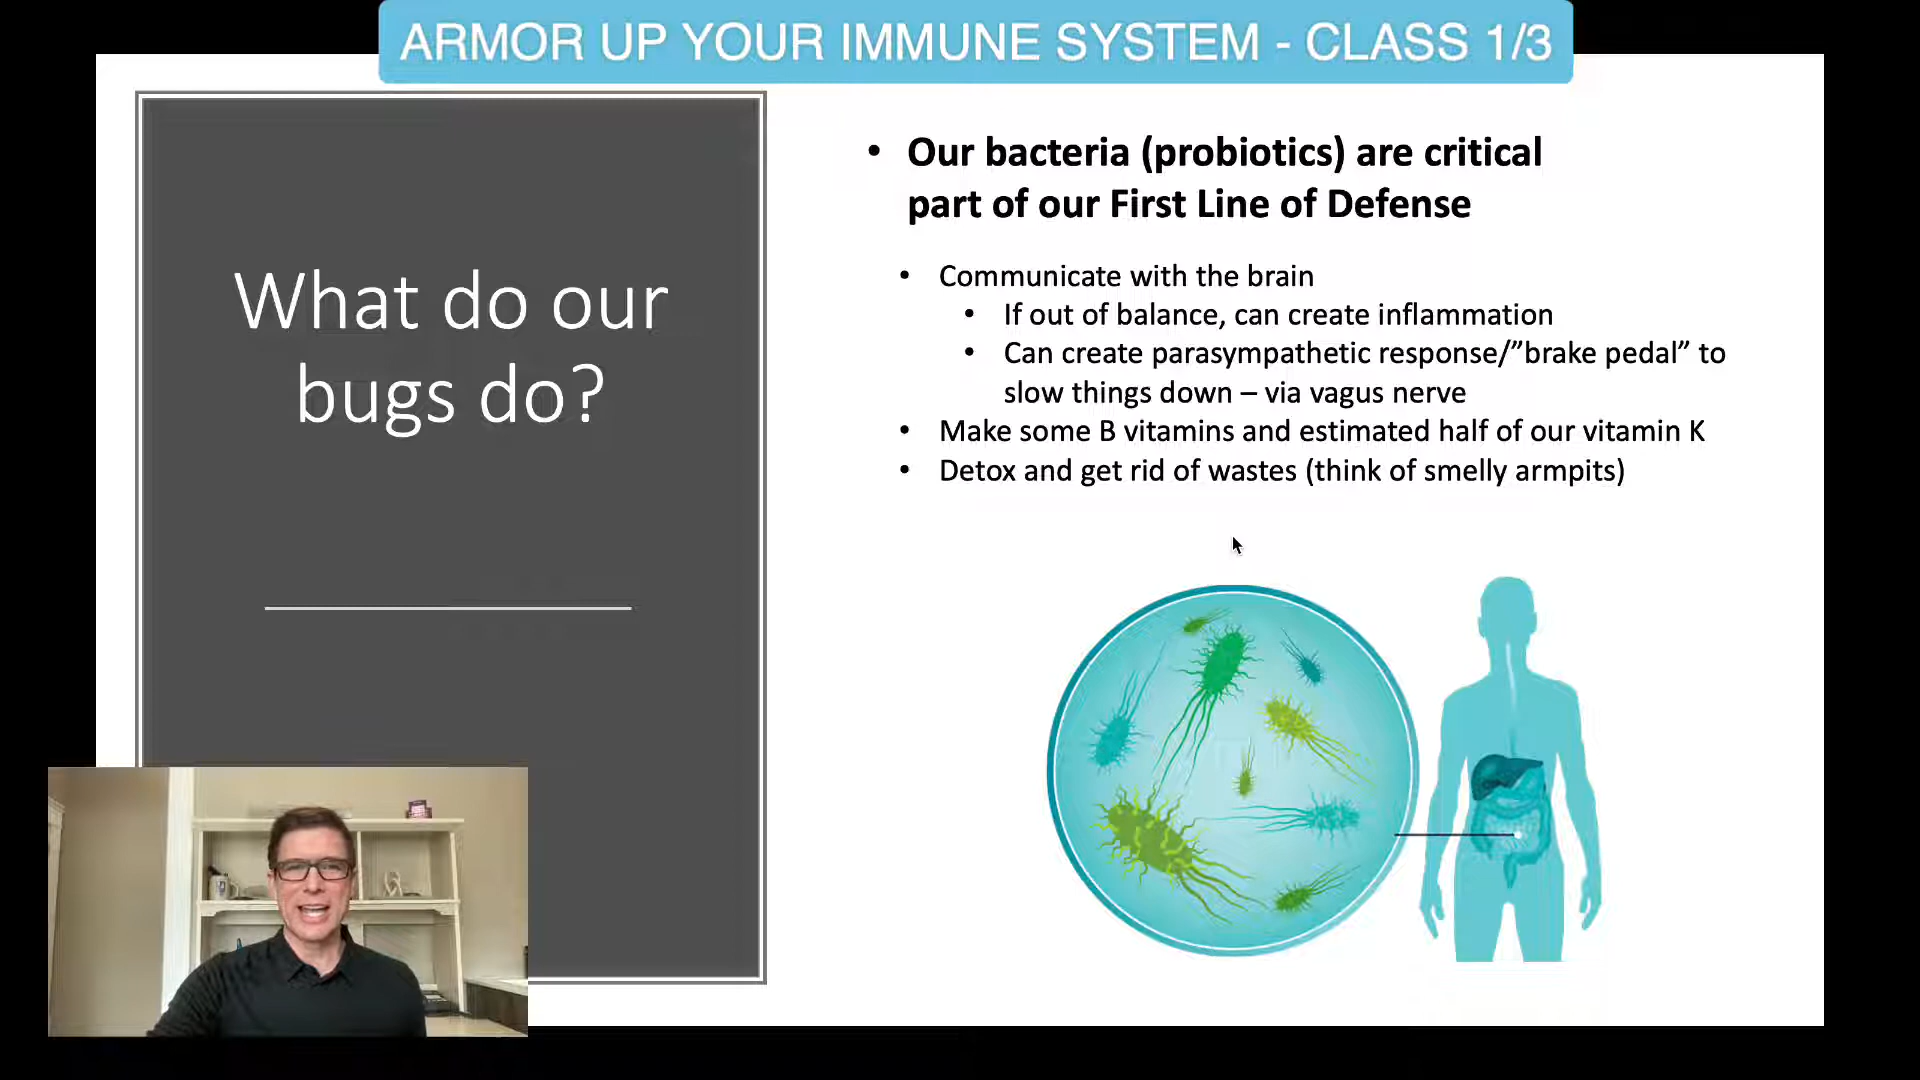 ARMOR UP YOUR IMMUNE SYSTEM - CLASS 1/3
What do our
bugs do?
• Our bacteria (probiotics) are critical
part of our First Line of Defense
• Communicate with the brain
• If out of balance, can create inflammation
• Can create parasympathetic response/”brake pedal” to
slow things down – via vagus nerve
• Make some B vitamins and estimated half of our vitamin K
• Detox and get rid of wastes (think of smelly armpits)